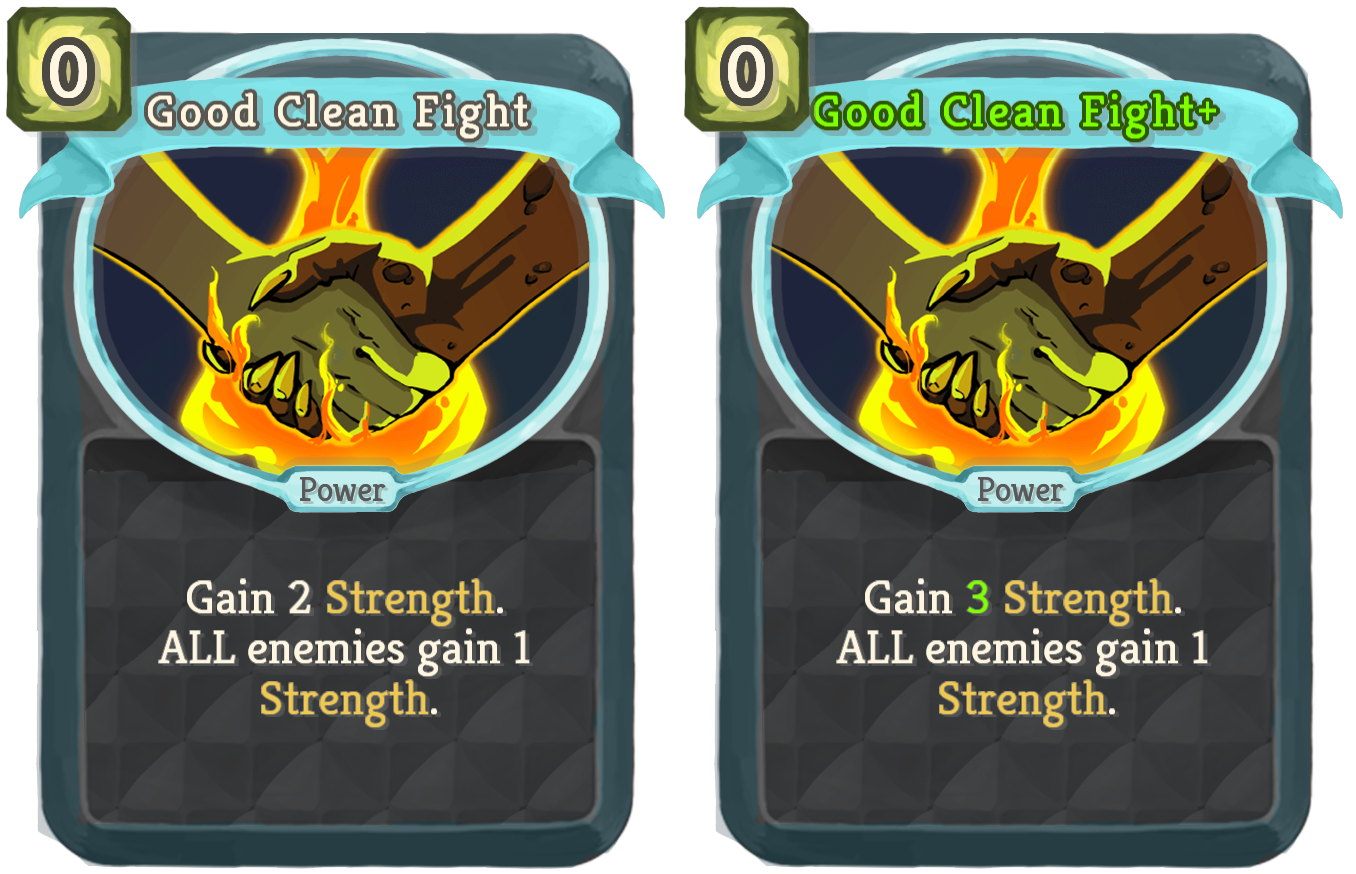 0
Good Clean Fight
Power
Gain 2 Strength.
ALL enemies gain 1
Strength.
0
Good Clean Fight+
Power
Gain 3 Strength.
ALL enemies gain 1
Strength.